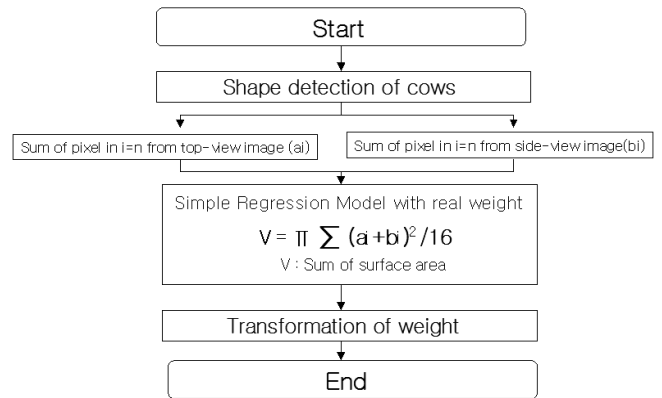 Start
Shape detection of cows
Sum of pixel in i=n from top-view image (ai)
Sum of pixel in i=n from side-view image(bi)
Simple Regression Model with real weight
V = π ∑ (ai+bi)²/16
V : Sum of surface area
Transformation of weight
End